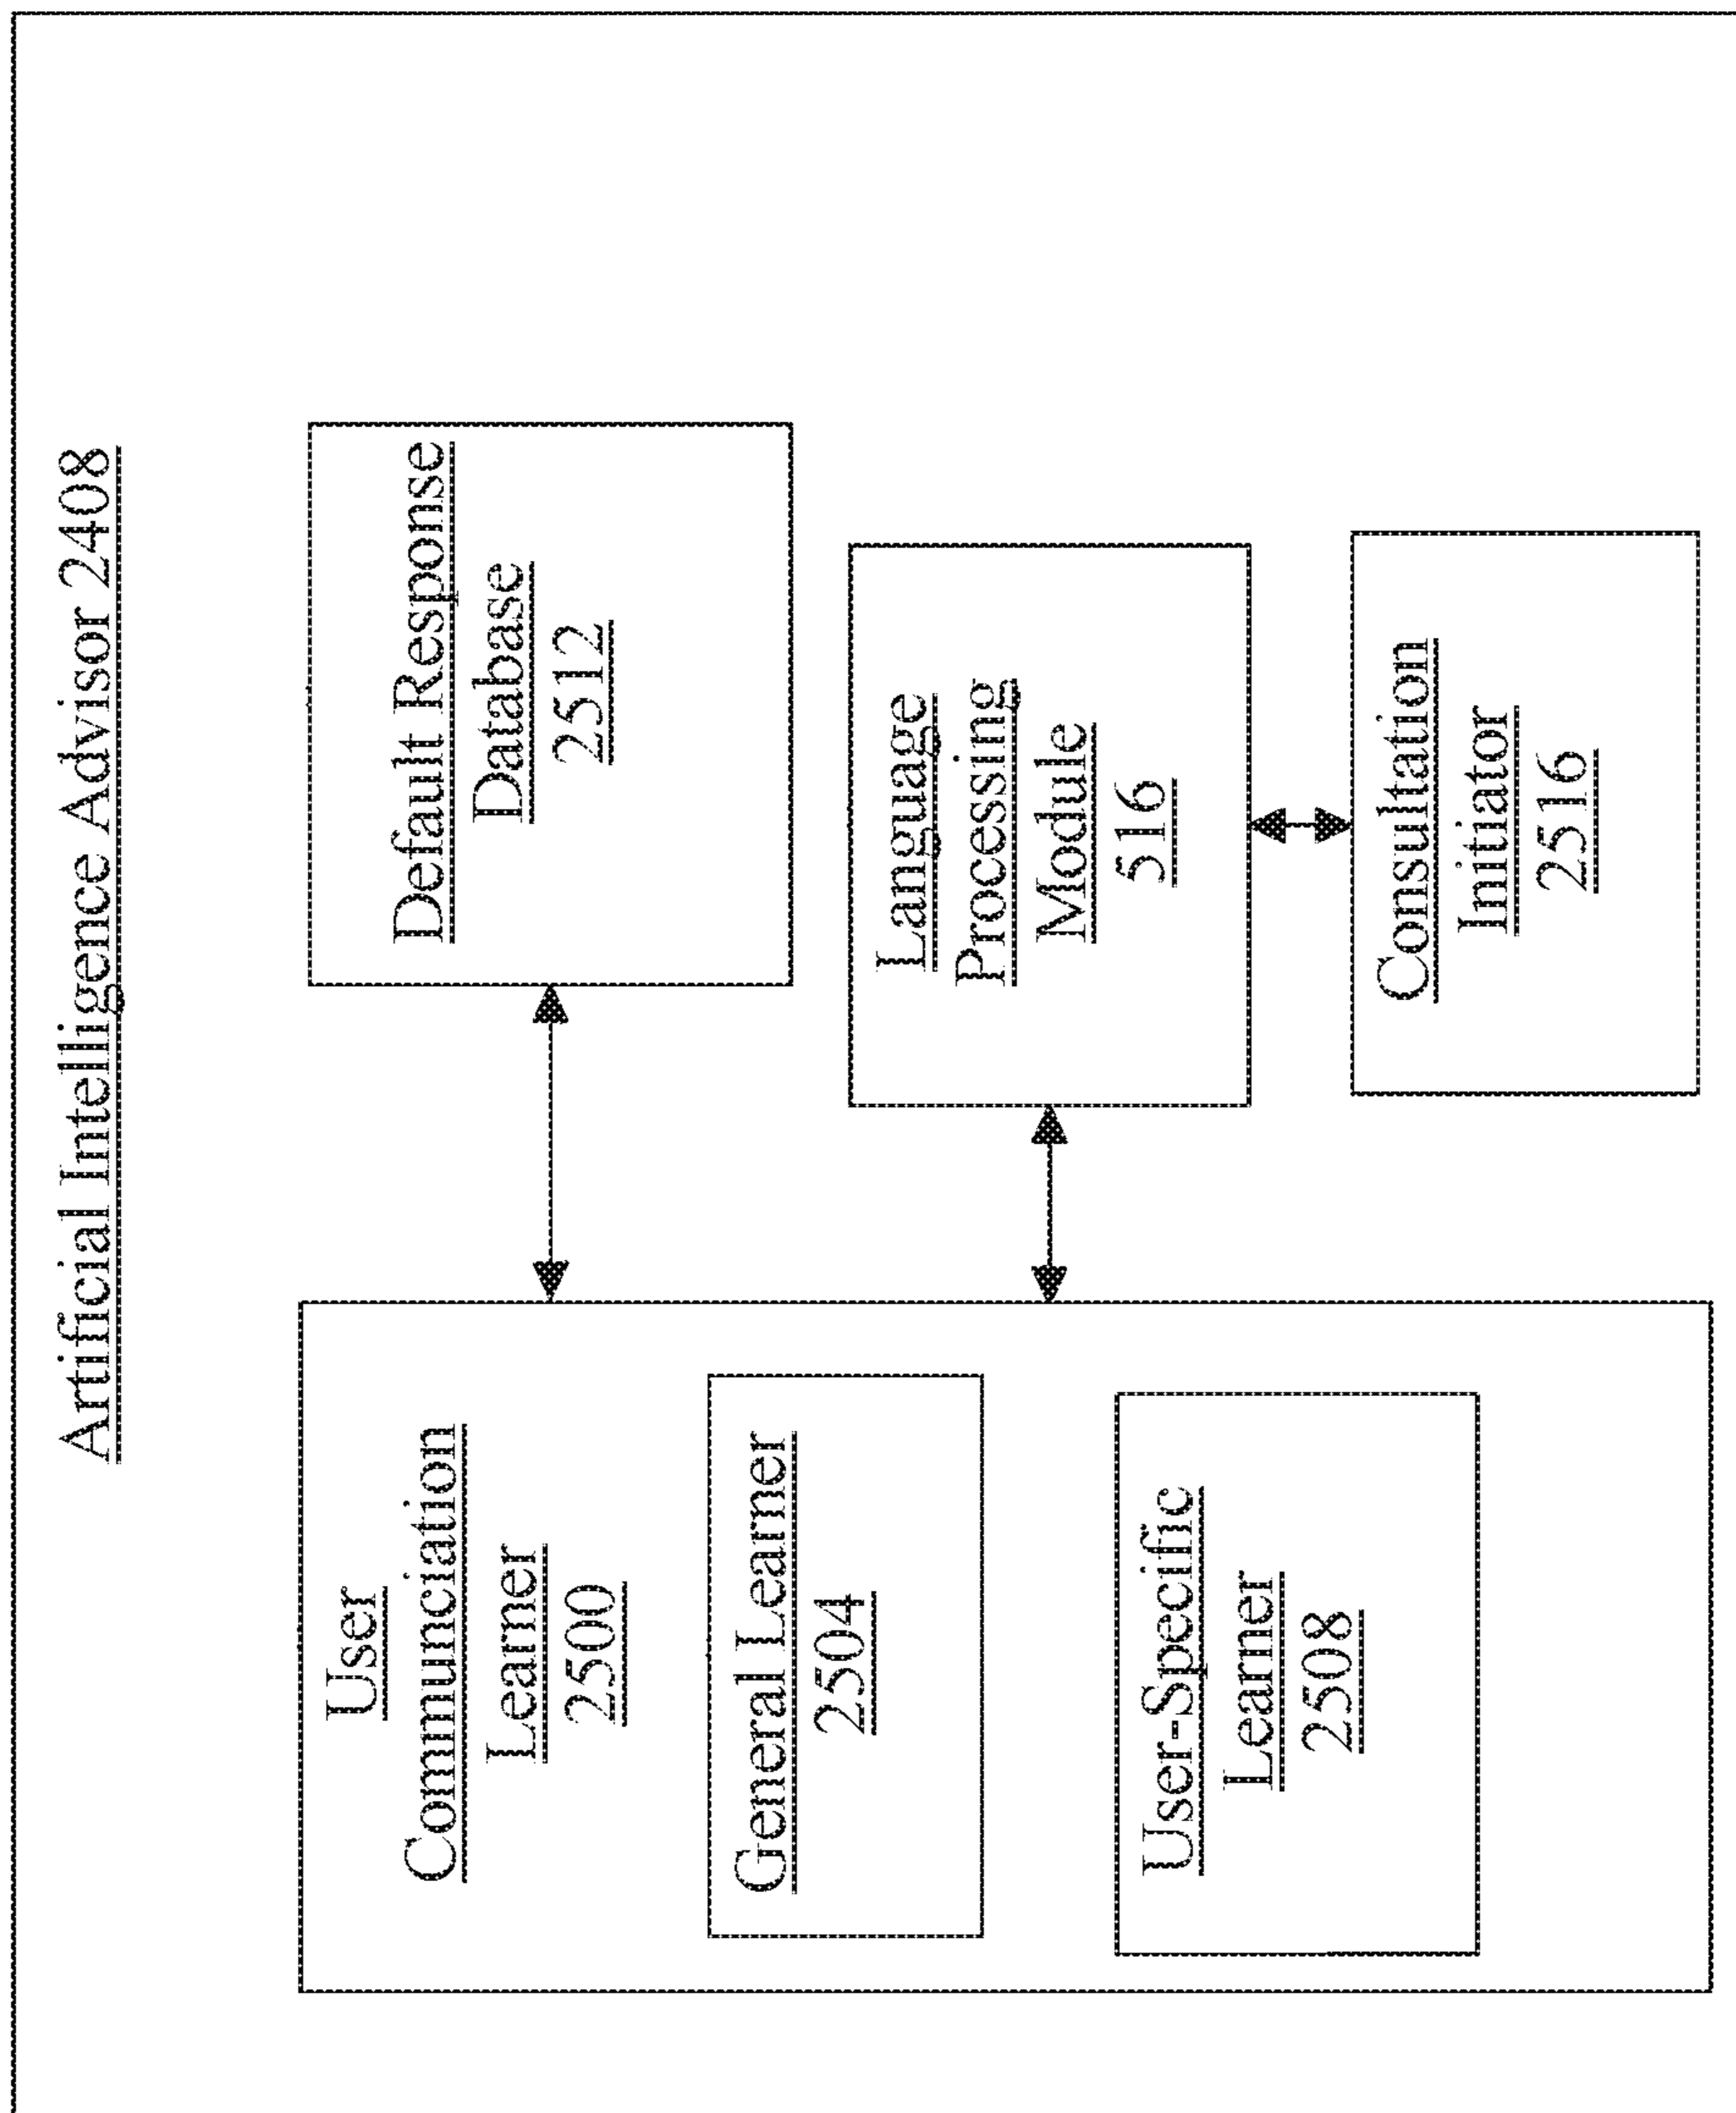 Artificial Intelligence Advisor 2408
User
Communciation
Learner
2500
General Learner
2504
User-Specific
Learner
2508
Default Response
Database
2512
Language
Processing
Module
516
Consultation
Initiator
2516